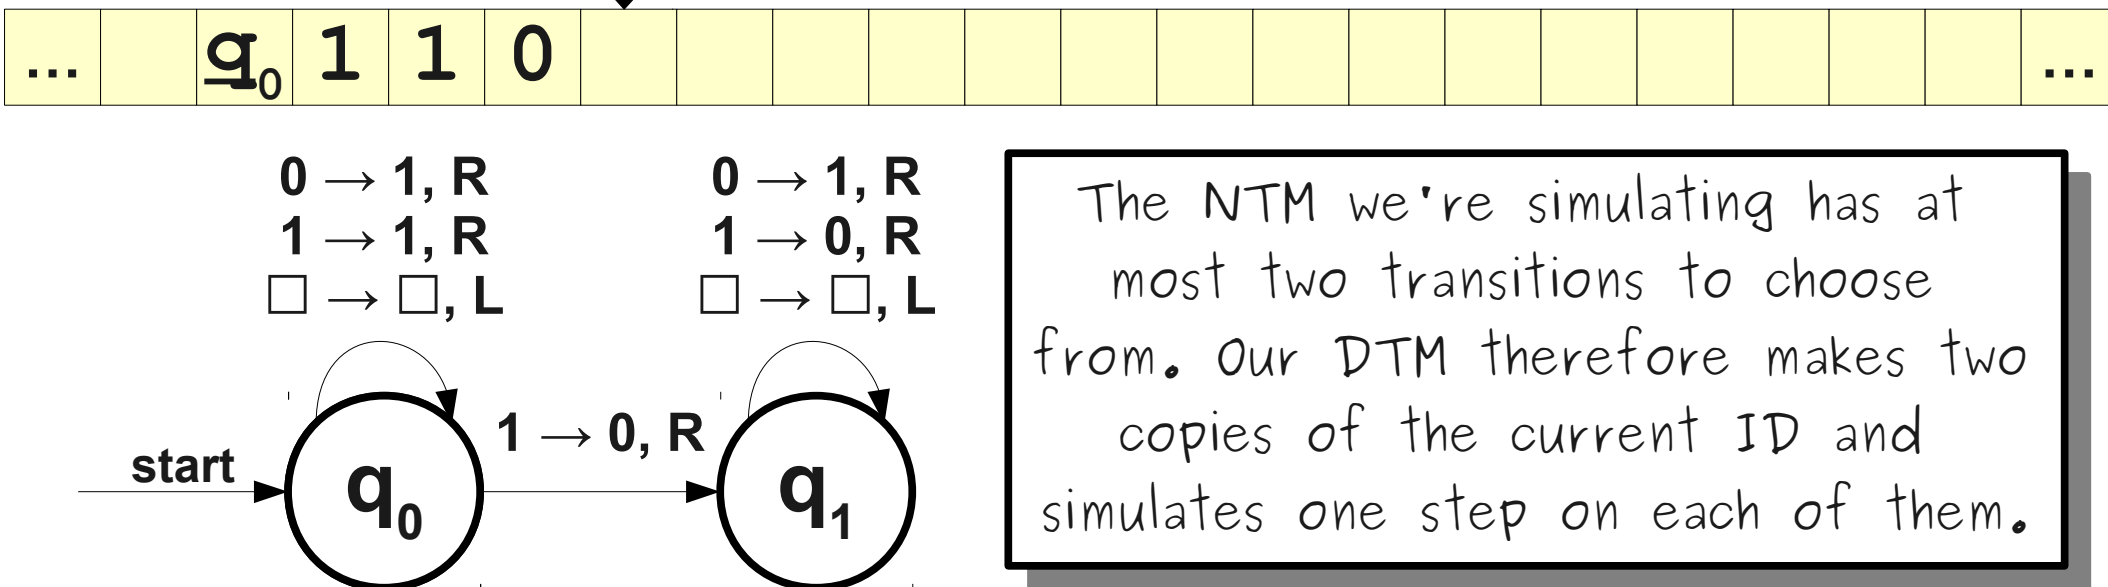 ... q₀ 1 1 0 ...
0 → 1, R
1 → 1, R
□ → □, L
0 → 1, R
1 → 0, R
□ → □, L
start
1 → 0, R
q₀
q₁
The NTM we're simulating has at
most two transitions to choose
from. Our DTM therefore makes two
copies of the current ID and
simulates one step on each of them.